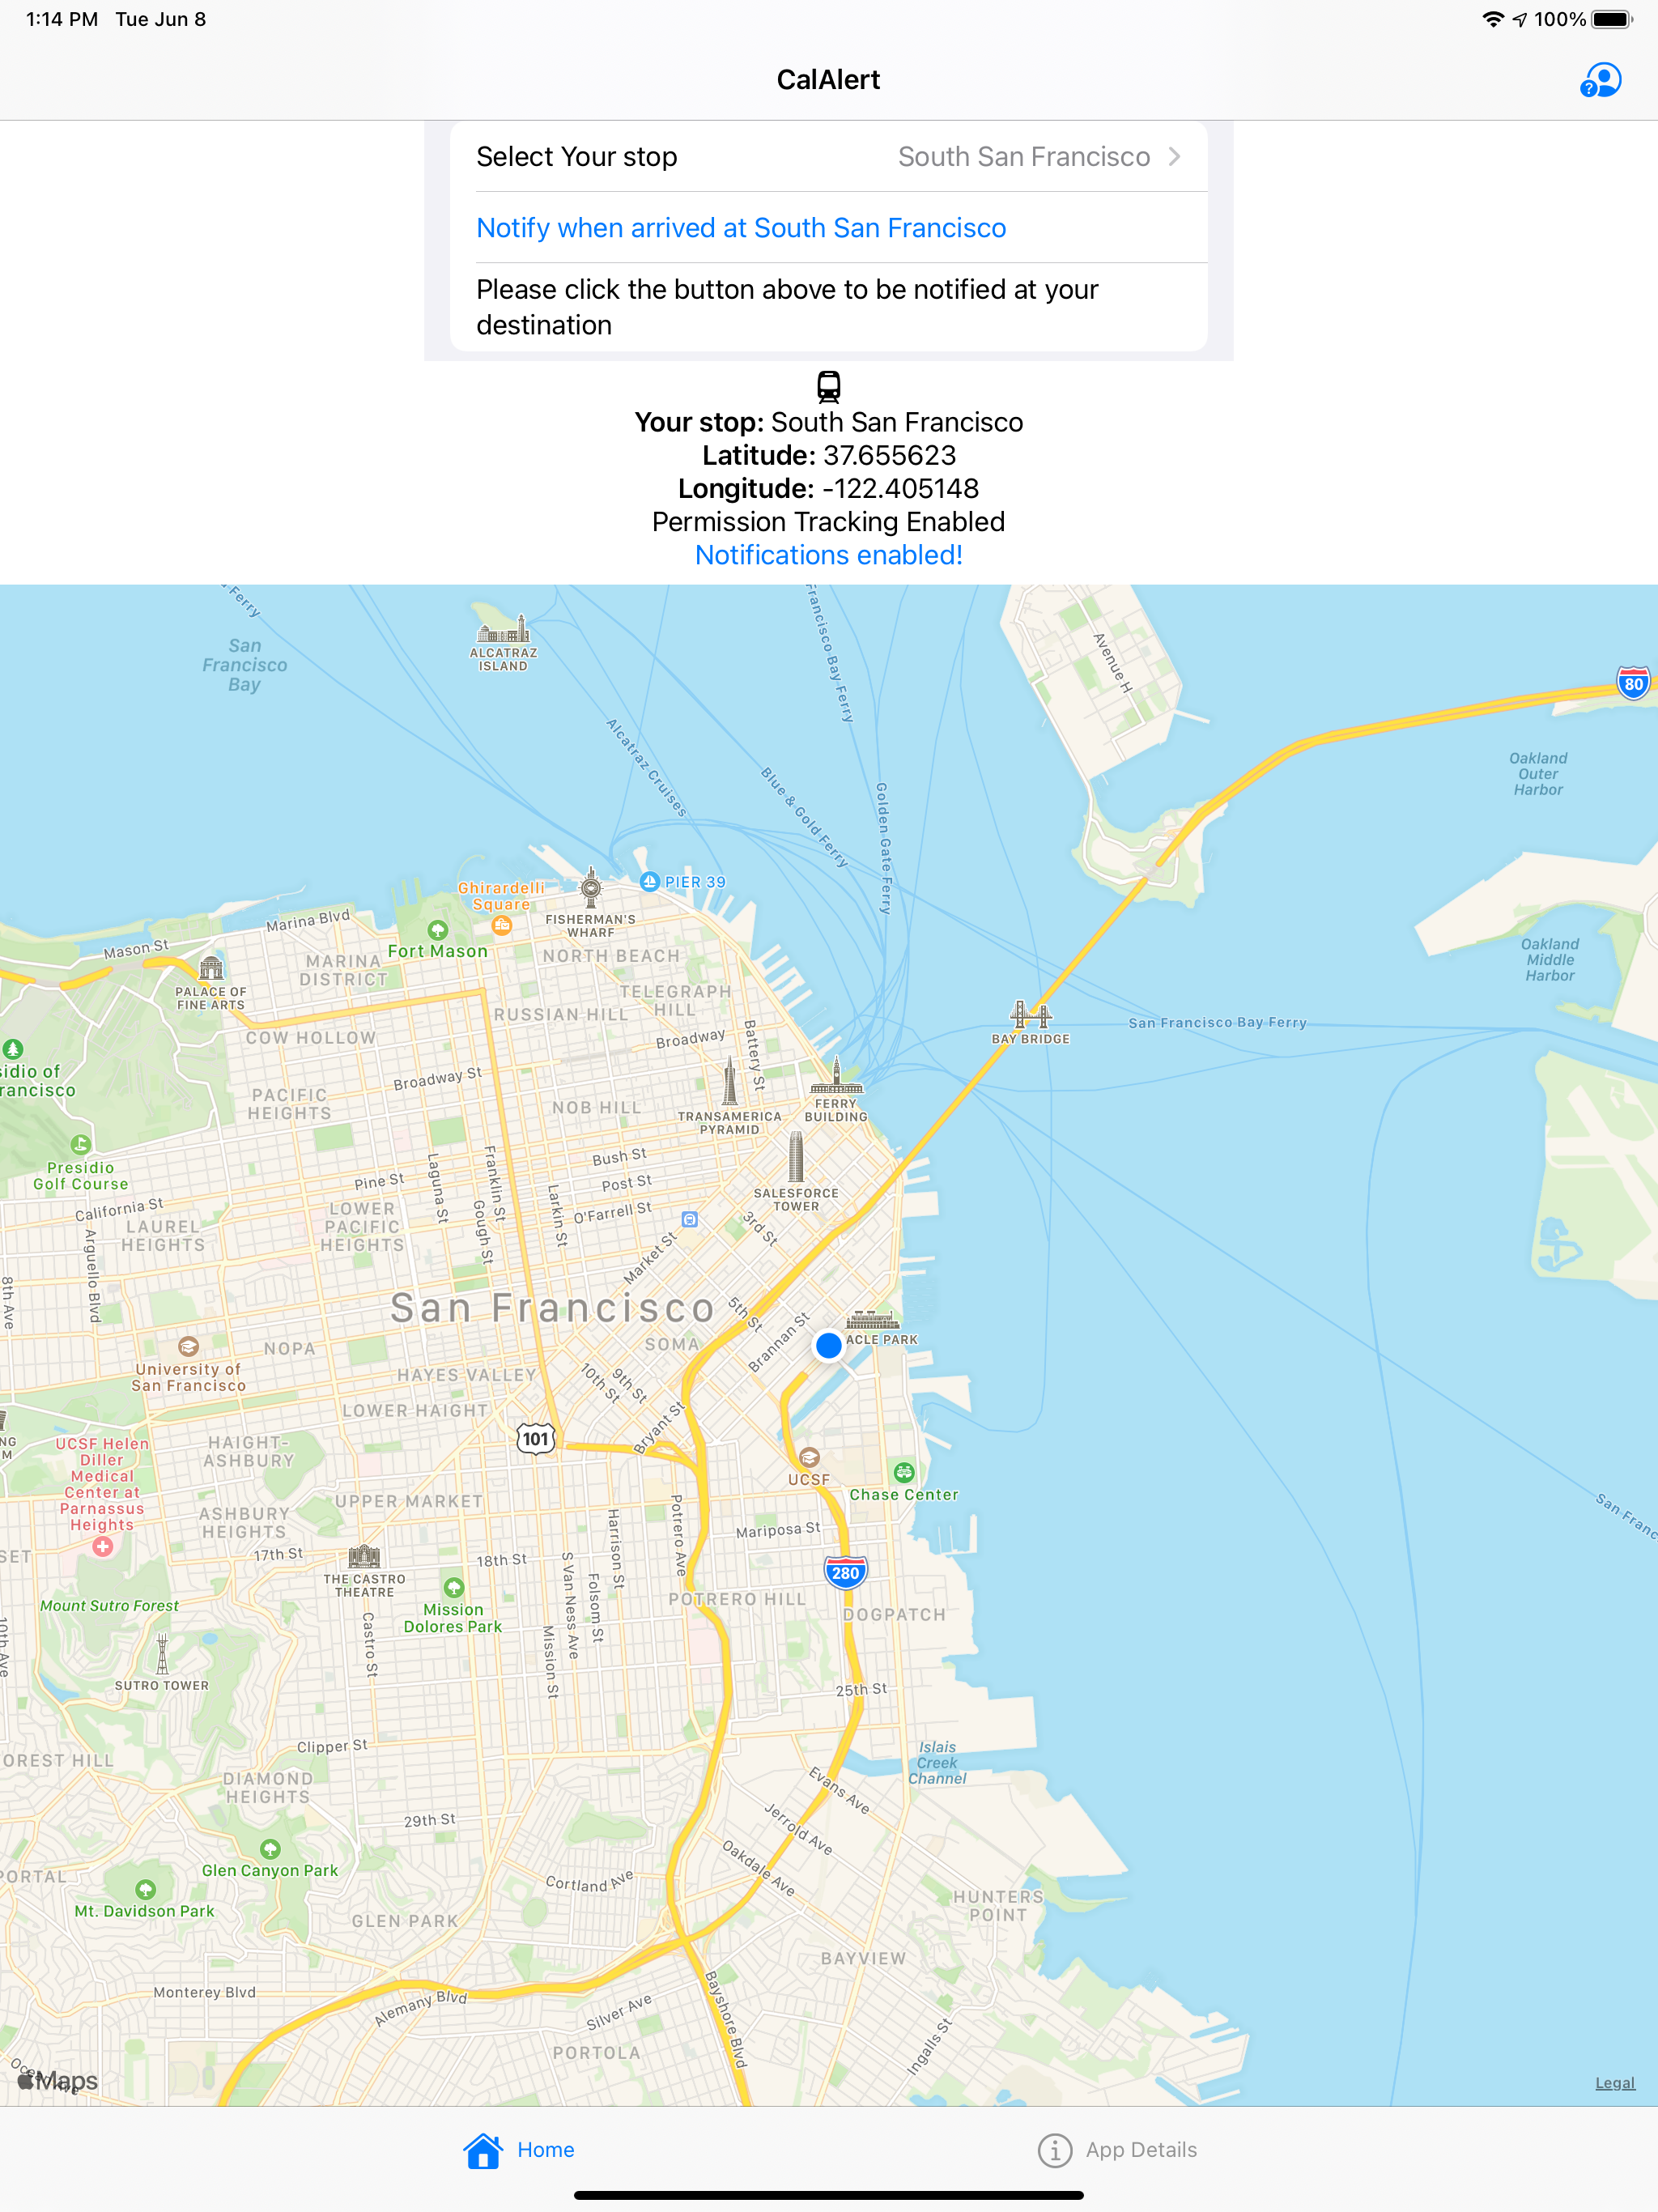 1:14 PM Tue Jun 8
100%
CalAlert
Select Your stop South San Francisco
Notify when arrived at South San Francisco
Please click the button above to be notified at your
destination
Your stop: South San Francisco
Latitude: 37.655623
Longitude: -122.405148
Permission Tracking Enabled
Notifications enabled!
Ferry
San
Francisco
Bay
ALCATRAZ
ISLAND
Francisco Bay Ferry
Avenue H
80
Alcatraz Cruises
Blue & Gold Ferry
Golden Gate Ferry
Oakland
Outer
Harbor
PIER 39
Ghirardelli
Square
FISHERMAN'S
WHARF
Marina Blvd
Mason St
Fort Mason
MARINA
DISTRICT
NORTH BEACH
Oakland
Middle
Harbor
PALACE OF
FINE ARTS
TELEGRAPH
HILL
RUSSIAN HILL
COW HOLLOW
Broadway
Battery St
BAY BRIDGE
San Francisco Bay Ferry
sidio of
rancisco
Broadway St
PACIFIC
HEIGHTS
NOB HILL
TRANSAMERICA
PYRAMID
FERRY
BUILDING
Presidio
Golf Course
Laguna St
Franklin St
Gough St
Larkin St
Bush St
Post St
O'Farrell St
Pine St
California St
SALESFORCE
TOWER
LAUREL
HEIGHTS
LOWER
PACIFIC
HEIGHTS
Arguello Blvd
8th Ave
Market St
3rd St
San Francisco
5th St
Brannan St
SOMA
ACLE PARK
NOPA
University of
San Francisco
HAYES VALLEY
10th St
9th St
LOWER HAIGHT
Bryant St
101
NG
M
UCSF Helen
Diller
Medical
Center at
Parnassus
Heights
HAIGHT-
ASHBURY
UCSF
Chase Center
UPPER MARKET
ASHBURY
HEIGHTS
Potrero Ave
Harrison St
Mariposa St
San Franc
SET
17th St
18th St
THE CASTRO
THEATRE
S Van Ness Ave
Folsom St
280
Mount Sutro Forest
Mission
Dolores Park
POTRERO HILL
DOGPATCH
10th Ave
Castro St
Mission St
SUTRO TOWER
25th St
Clipper St
OREST HILL
Islais
Creek
Channel
DIAMOND
HEIGHTS
Evans Ave
29th St
Jerrold Ave
Glen Canyon Park
Oakdale Ave
PORTAL
Cortland Ave
Mt. Davidson Park
HUNTERS
POINT
GLEN PARK
BAYVIEW
Monterey Blvd
Alemany Blvd
Silver Ave
Bayshore Blvd
Ingalls St
PORTOLA
Maps
Legal
Home App Details